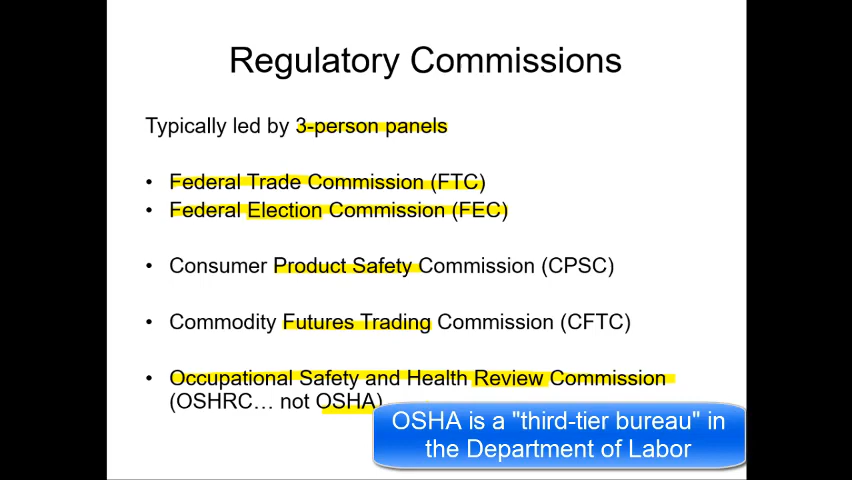 Regulatory Commissions
Typically led by 3-person panels
• Federal Trade Commission (FTC)
• Federal Election Commission (FEC)
• Consumer Product Safety Commission (CPSC)
• Commodity Futures Trading Commission (CFTC)
• Occupational Safety and Health Review Commission
(OSHRC… not OSHA)
OSHA is a "third-tier bureau" in
the Department of Labor